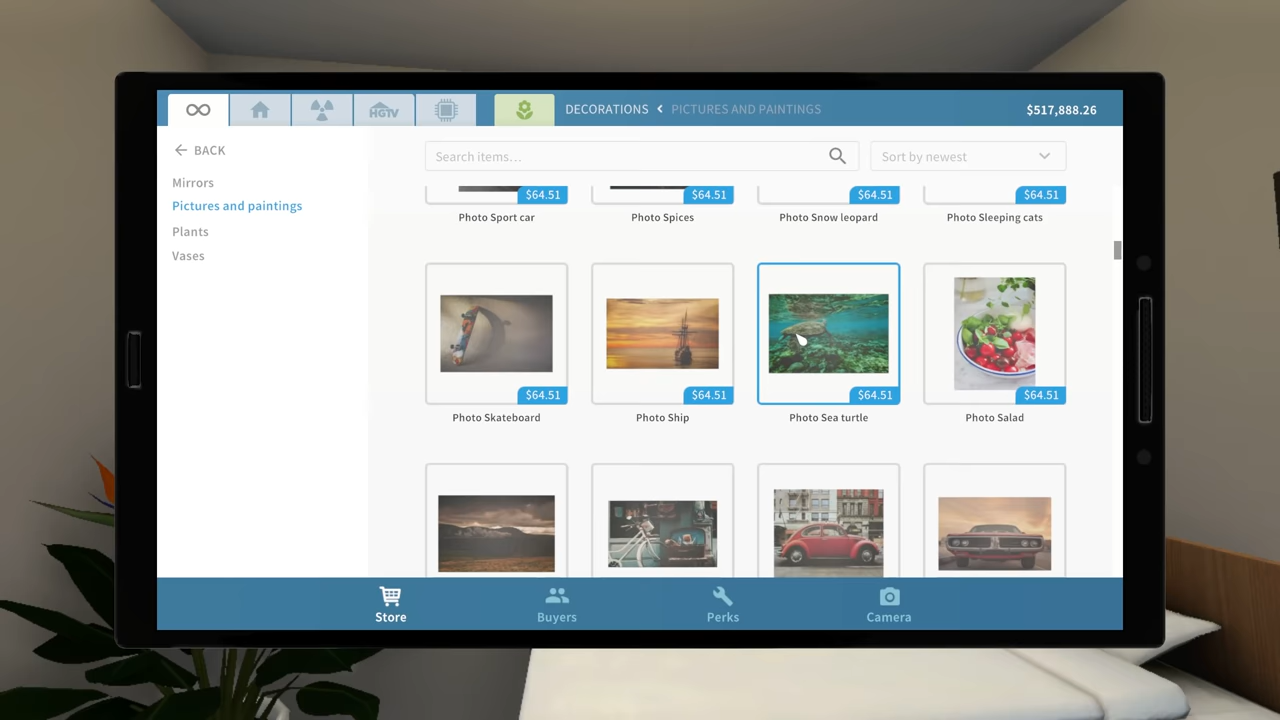 HGTV
DECORATIONS < PICTURES AND PAINTINGS
$517,888.26
BACK
Search items...
Sort by newest
Mirrors
Pictures and paintings
Plants
Vases
$64.51 $64.51 $64.51 $64.51
Photo Sport car Photo Spices Photo Snow leopard Photo Sleeping cats
$64.51 $64.51 $64.51 $64.51
Photo Skateboard Photo Ship Photo Sea turtle Photo Salad
Store Buyers Perks Camera